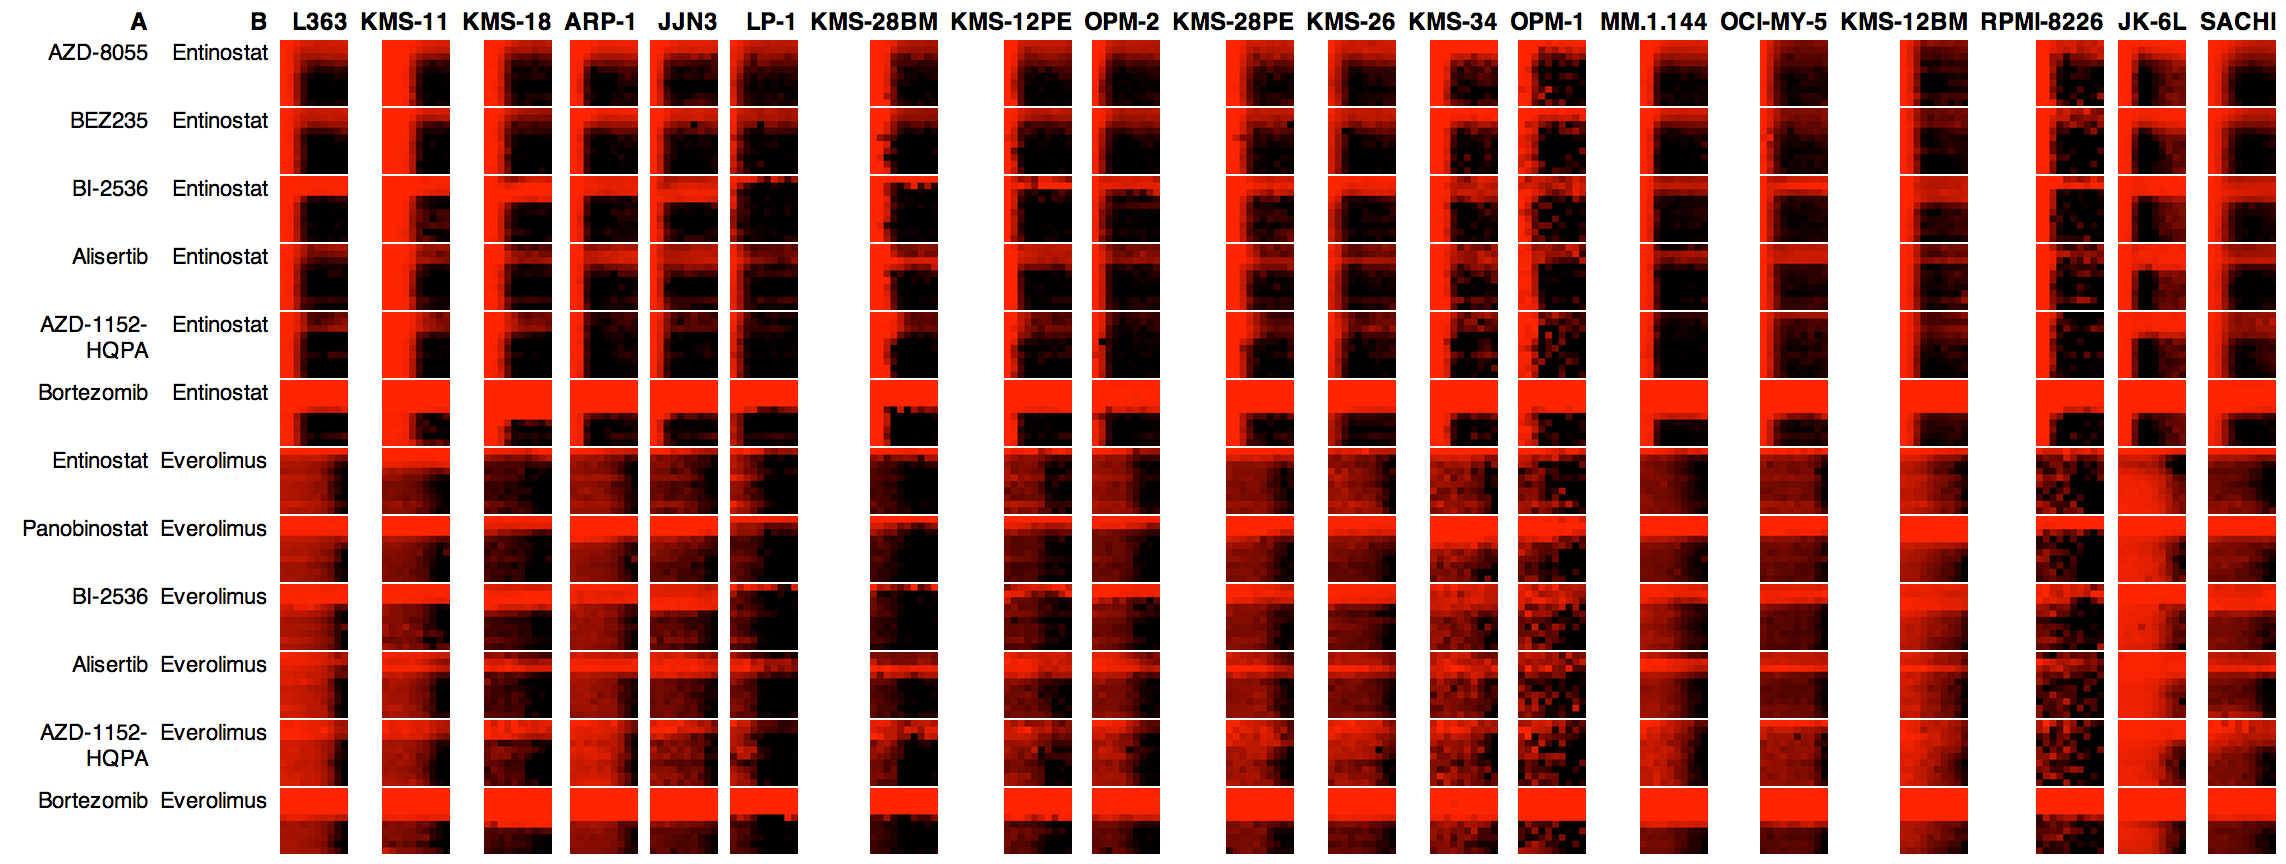 A B L363 KMS-11 KMS-18 ARP-1 JJN3 LP-1 KMS-28BM KMS-12PE OPM-2 KMS-28PE KMS-26 KMS-34 OPM-1 MM.1.144 OCI-MY-5 KMS-12BM RPMI-8226 JK-6L SACHI
AZD-8055 Entinostat
BEZ235 Entinostat
BI-2536 Entinostat
Alisertib Entinostat
AZD-1152- Entinostat
HQPA
Bortezomib Entinostat
Entinostat Everolimus
Panobinostat Everolimus
BI-2536 Everolimus
Alisertib Everolimus
AZD-1152- Everolimus
HQPA
Bortezomib Everolimus